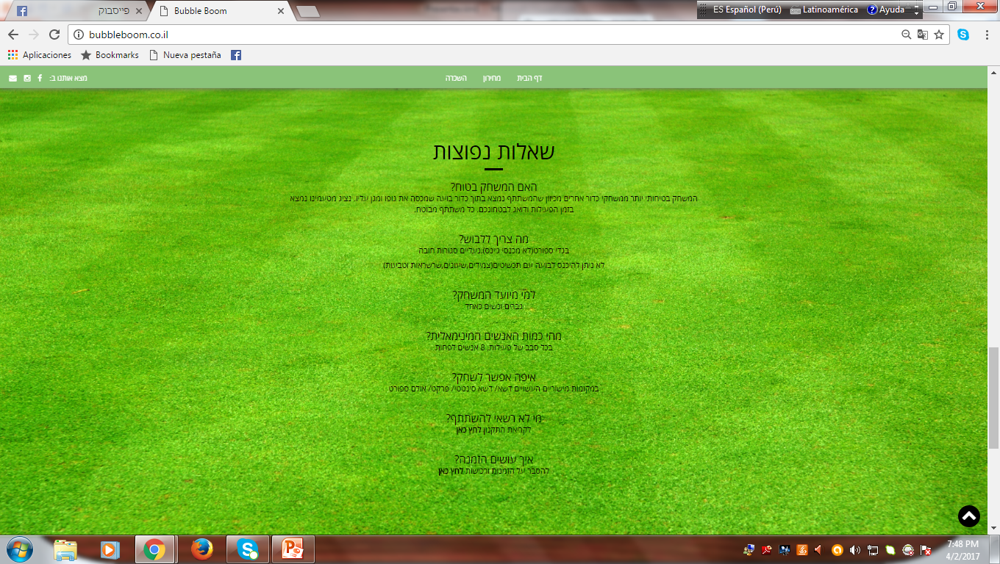 פייסבוק
Bubble Boom
ES Español (Perú)
Latinoamérica
Ayuda
bubbleboom.co.il
Aplicaciones
Bookmarks
Nueva pestaña
דף הבית
מחירון
השכרה
מצא אותנו ב:
שאלות נפוצות
האם המשחק בטוח?
המשחק בטיחותי יותר ממשחקי כדור אחרים מכיוון שהמשתתף נמצא בתוך כדור בועה שמכסה את גופו ומגן עליו. נציג מטעמינו נמצא
בזמן הפעילות ודואג לבטחונכם. כל משתתף מבוטח.
מה צריך ללבוש?
בגדי ספורט(לא מכנסי ג'ינס),נעליים סגורות חובה
לא ניתן להיכנס לבועה עם תכשיטים(צמידים,שעונים,שרשראות וטבעות)
למי מיועד המשחק?
גברים ונשים כאחד
מהי כמות האנשים המינימאלית?
בכל סבב של פעילות, 8 אנשים לפחות
איפה אפשר לשחק?
במקומות מישוריים העשויים דשא/ דשא סינטטי/ פרקט/ אולם ספורט
מי לא רשאי להשתתף?
לקריאת התקנון לחץ כאן
איך עושים הזמנה?
להסבר על הזמנות ורכישות לחץ כאן
7:48 PM
4/2/2017